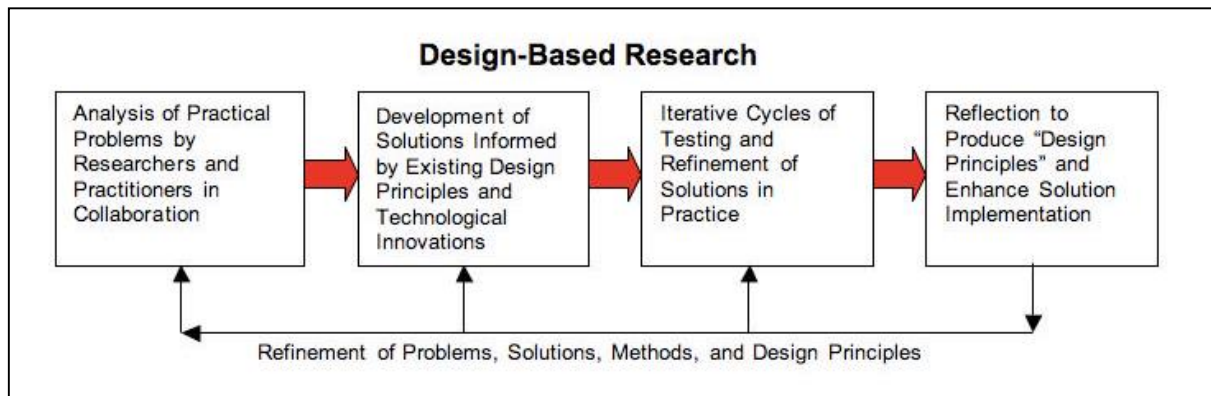 Design-Based Research
Analysis of Practical
Problems by
Researchers and
Practitioners in
Collaboration
Development of
Solutions Informed
by Existing Design
Principles and
Technological
Innovations
Iterative Cycles of
Testing and
Refinement of
Solutions in
Practice
Reflection to
Produce “Design
Principles” and
Enhance Solution
Implementation
Refinement of Problems, Solutions, Methods, and Design Principles